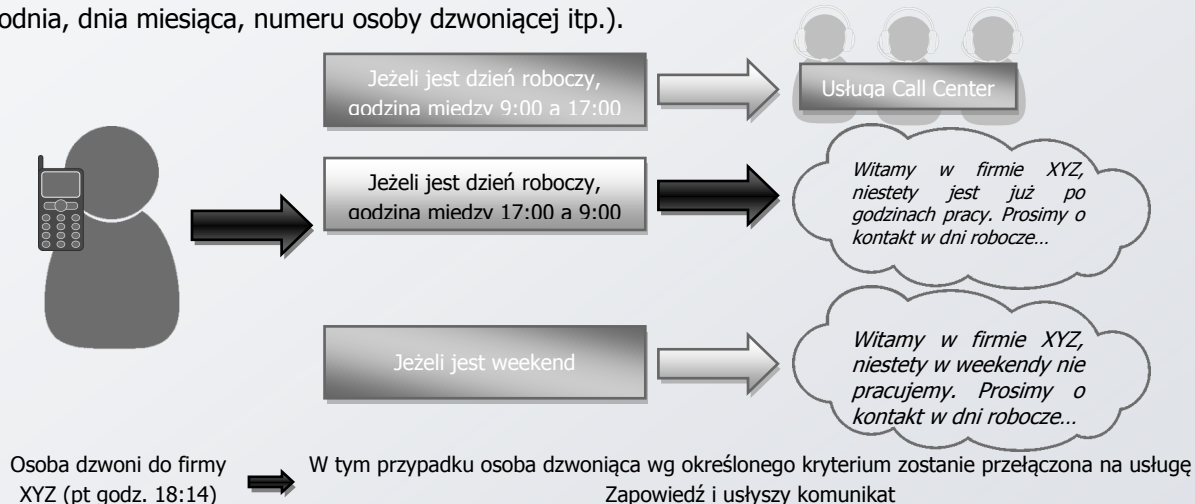 odnia, dnia miesiąca, numeru osoby dzwoniącej itp.).
Jeżeli jest dzień roboczy,
godzina między 9:00 a 17:00
Usługa Call Center
Jeżeli jest dzień roboczy,
godzina między 17:00 a 9:00
Witamy w firmie XYZ,
niestety jest już po
godzinach pracy. Prosimy o
kontakt w dni robocze...
Jeżeli jest weekend
Witamy w firmie XYZ,
niestety w weekendy nie
pracujemy. Prosimy o
kontakt w dni robocze...
Osoba dzwoni do firmy
XYZ (pt godz. 18:14)
W tym przypadku osoba dzwoniąca wg określonego kryterium zostanie przełączona na usługę
Zapowiedź i usłyszy komunikat